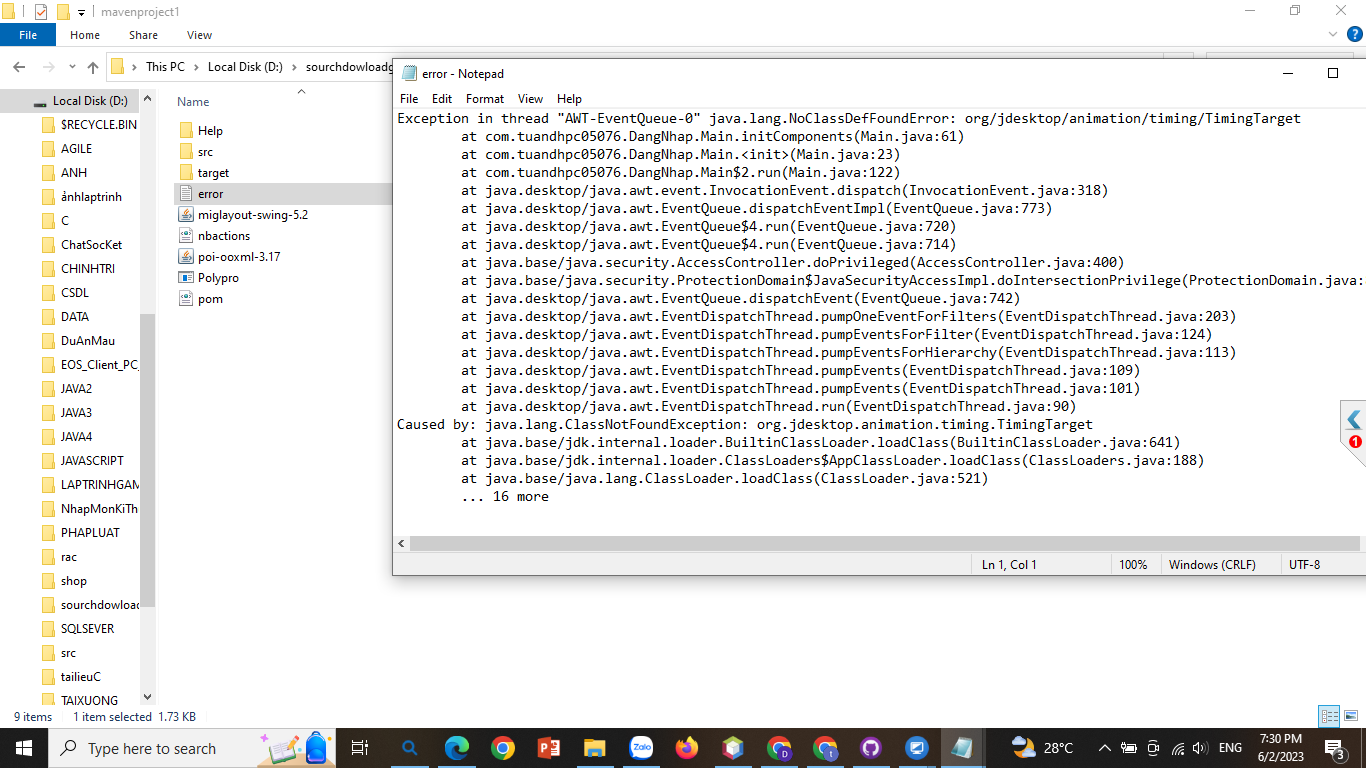 mavenproject1
File
Home
Share
View
This PC
Local Disk (D:)
Local Disk (D:)
$RECYCLE.BIN
AGILE
ANH
ảnhlaptrinh
C
ChatSocKet
CHINHTRI
CSDL
DATA
DuAnMau
EOS_Client_PC_
JAVA2
JAVA3
JAVA4
JAVASCRIPT
LAPTRINHGAM
NhapMonKiTh
PHAPLUAT
rac
shop
sourchdowload
SQLSEVER
src
tailieuC
TAIXUONG
Name
Help
src
target
error
miglayout-swing-5.2
nbactions
poi-ooxml-3.17
Polypro
pom
error - Notepad
File Edit Format View Help
Exception in thread "AWT-EventQueue-0" java.lang.NoClassDefFoundError: org/jdesktop/animation/timing/TimingTarget
at com.tuandhpc05076.DangNhap.Main.initComponents(Main.java:61)
at com.tuandhpc05076.DangNhap.Main.<init>(Main.java:23)
at com.tuandhpc05076.DangNhap.Main$2.run(Main.java:122)
at java.desktop/java.awt.event.InvocationEvent.dispatch(InvocationEvent.java:318)
at java.desktop/java.awt.EventQueue.dispatchEventImpl(EventQueue.java:773)
at java.desktop/java.awt.EventQueue$4.run(EventQueue.java:720)
at java.desktop/java.awt.EventQueue$4.run(EventQueue.java:714)
at java.base/java.security.AccessController.doPrivileged(AccessController.java:400)
at java.base/java.security.ProtectionDomain$JavaSecurityAccessImpl.doIntersectionPrivilege(ProtectionDomain.java:
at java.desktop/java.awt.EventQueue.dispatchEvent(EventQueue.java:742)
at java.desktop/java.awt.EventDispatchThread.pumpOneEventForFilters(EventDispatchThread.java:203)
at java.desktop/java.awt.EventDispatchThread.pumpEventsForFilter(EventDispatchThread.java:124)
at java.desktop/java.awt.EventDispatchThread.pumpEventsForHierarchy(EventDispatchThread.java:113)
at java.desktop/java.awt.EventDispatchThread.pumpEvents(EventDispatchThread.java:109)
at java.desktop/java.awt.EventDispatchThread.pumpEvents(EventDispatchThread.java:101)
at java.desktop/java.awt.EventDispatchThread.run(EventDispatchThread.java:90)
Caused by: java.lang.ClassNotFoundException: org.jdesktop.animation.timing.TimingTarget
at java.base/jdk.internal.loader.BuiltinClassLoader.loadClass(BuiltinClassLoader.java:641)
at java.base/jdk.internal.loader.ClassLoaders$AppClassLoader.loadClass(ClassLoaders.java:188)
at java.base/java.lang.ClassLoader.loadClass(ClassLoader.java:521)
... 16 more
Ln 1, Col 1
100%
Windows (CRLF)
UTF-8
1
9 items
1 item selected 1.73 KB
Type here to search
Zalo
D
t
28°C
ENG
7:30 PM
6/2/2023
3